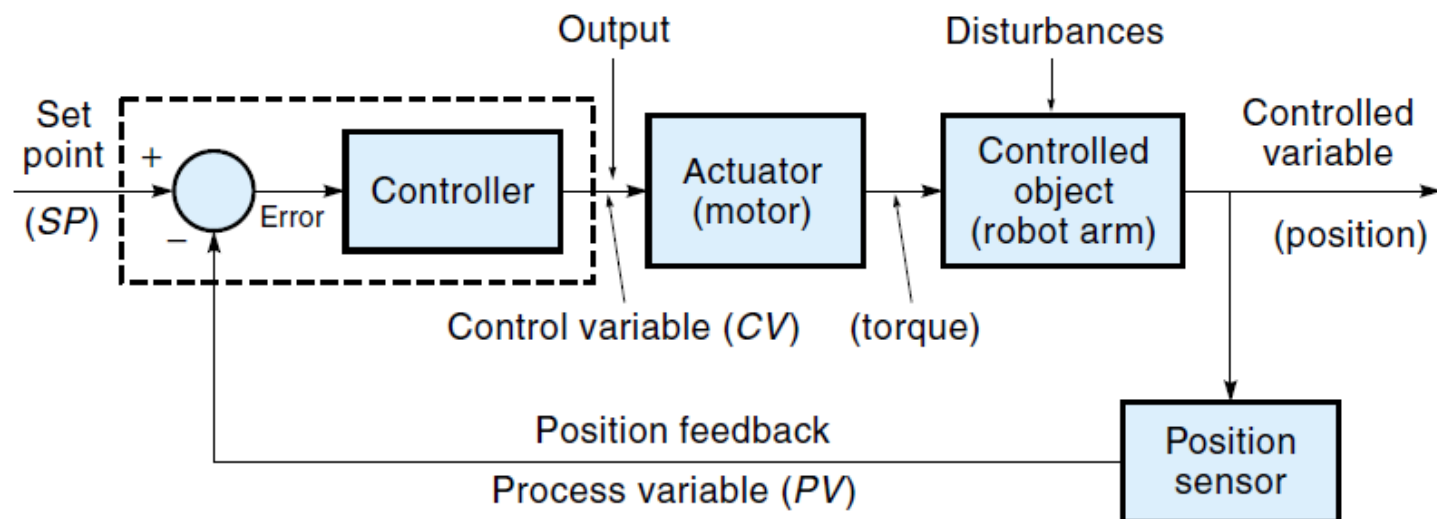 Output
Disturbances
Set
point
+
(SP)
−
Error
Controller
Actuator
(motor)
Controlled
object
(robot arm)
Controlled
variable
(position)
Control variable (CV)
(torque)
Position feedback
Process variable (PV)
Position
sensor